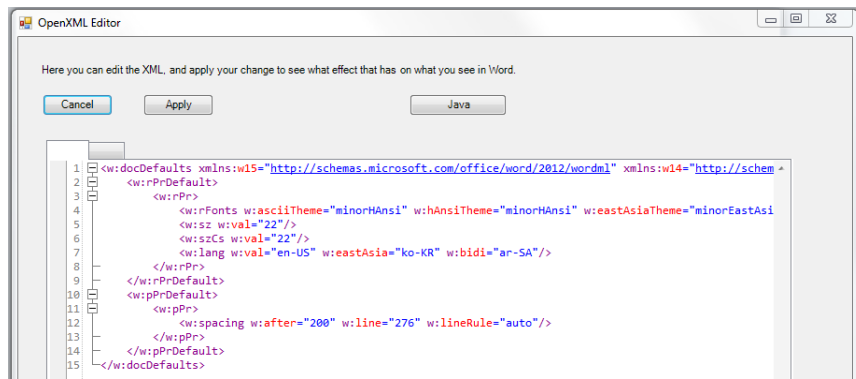 OpenXML Editor
Here you can edit the XML, and apply your change to see what effect that has on what you see in Word.
Cancel Apply Java
1 <w:docDefaults xmlns:w15="http://schemas.microsoft.com/office/word/2012/wordml" xmlns:w14="http://schem
2 <w:rPrDefault>
3 <w:rPr>
4 <w:rFonts w:asciiTheme="minorHAnsi" w:hAnsiTheme="minorHAnsi" w:eastAsiaTheme="minorEastAsi
5 <w:sz w:val="22"/>
6 <w:szCs w:val="22"/>
7 <w:lang w:val="en-US" w:eastAsia="ko-KR" w:bidi="ar-SA"/>
8 </w:rPr>
9 </w:rPrDefault>
10 <w:pPrDefault>
11 <w:pPr>
12 <w:spacing w:after="200" w:line="276" w:lineRule="auto"/>
13 </w:pPr>
14 </w:pPrDefault>
15 </w:docDefaults>